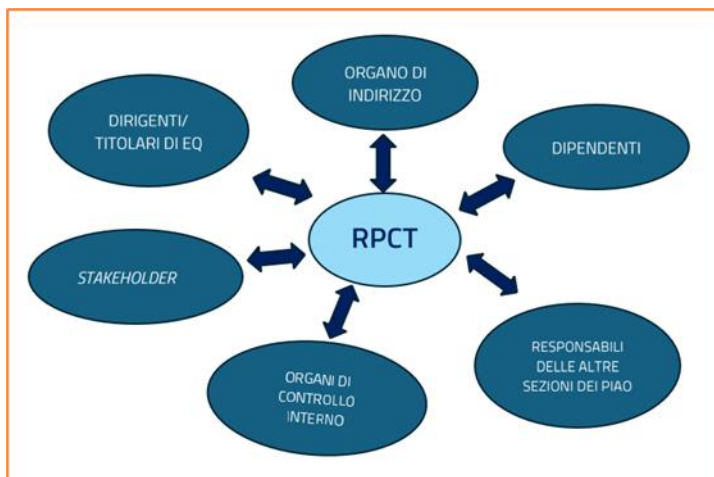 ORGANO DI
INDIRIZZO
DIRIGENTI/
TITOLARI DI EQ
DIPENDENTI
RPCT
STAKEHOLDER
RESPONSABILI
DELLE ALTRE
SEZIONI DEI PIAO
ORGANI DI
CONTROLLO
INTERNO